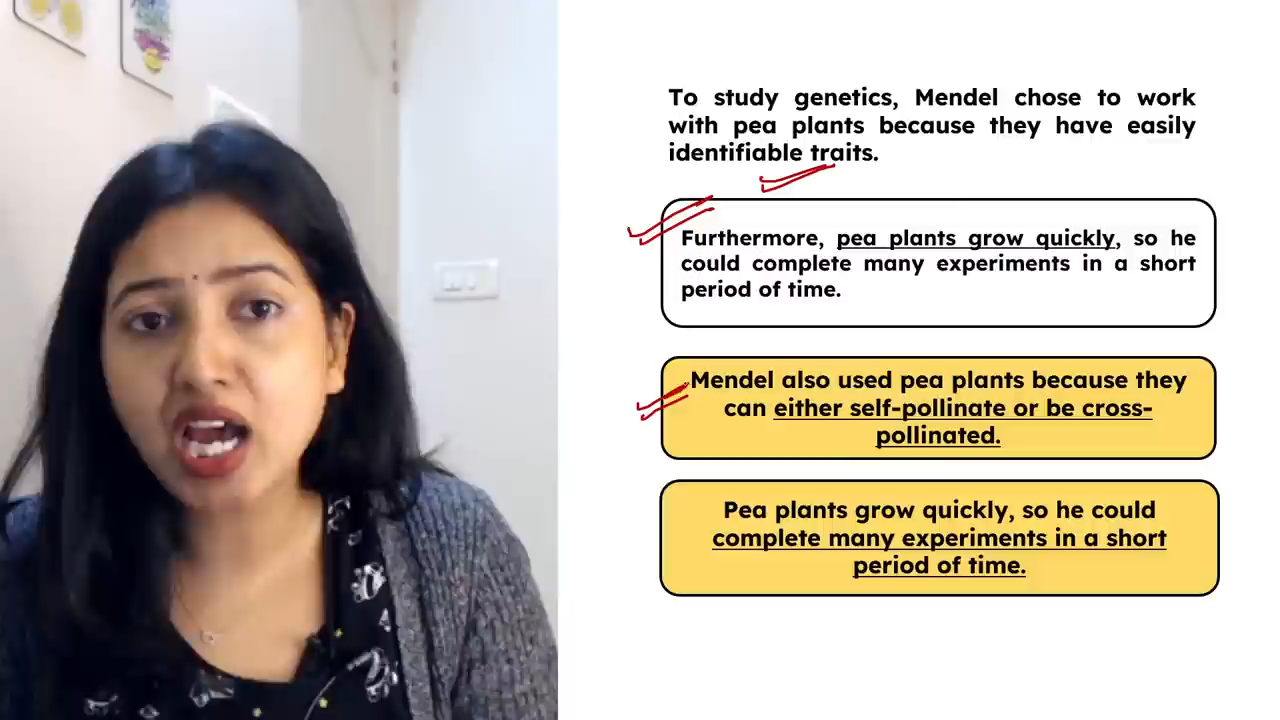 To study genetics, Mendel chose to work
with pea plants because they have easily
identifiable traits.
Furthermore, pea plants grow quickly, so he
could complete many experiments in a short
period of time.
Mendel also used pea plants because they
can either self-pollinate or be cross-
pollinated.
Pea plants grow quickly, so he could
complete many experiments in a short
period of time.